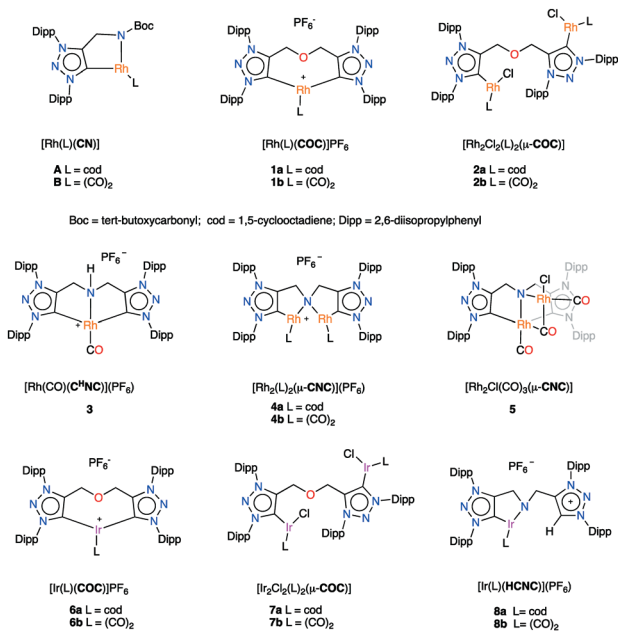 Dipp N N N Dipp N Boc Rh L
[Rh(L)(CN)]
A L = cod
B L = (CO)2
PF6-
Dipp N N N Dipp O Rh + L Dipp N N N Dipp
[Rh(L)(COC)]PF6
1a L = cod
1b L = (CO)2
Dipp N N N Dipp Rh Cl L O Cl Rh L N N N Dipp Dipp
[Rh2Cl2(L)2(μ-COC)]
2a L = cod
2b L = (CO)2
Boc = tert-butoxycarbonyl; cod = 1,5-cyclooctadiene; Dipp = 2,6-diisopropylphenyl
PF6-
Dipp N N N Dipp H N Rh + CO Dipp N N N Dipp
[Rh(CO)(CHNC)](PF6)
3
PF6-
Dipp N N N Dipp N Rh + Rh L L Dipp N N N Dipp
[Rh2(L)2(μ-CNC)](PF6)
4a L = cod
4b L = (CO)2
5
Dipp N N N Dipp N Cl Rh Rh CO CO CO Dipp N N N Dipp
[Rh2Cl(CO)3(μ-CNC)]
5
PF6-
Dipp N N N Dipp O Ir + L Dipp N N N Dipp
[Ir(L)(COC)]PF6
6a L = cod
6b L = (CO)2
Dipp N N N Dipp Ir Cl L O Cl Ir L N N N Dipp Dipp
[Ir2Cl2(L)2(μ-COC)]
7a L = cod
7b L = (CO)2
PF6-
Dipp N N N Dipp N Ir L H + Dipp N N N Dipp
[Ir(L)(HCNC)](PF6)
8a L= cod
8b L = (CO)2